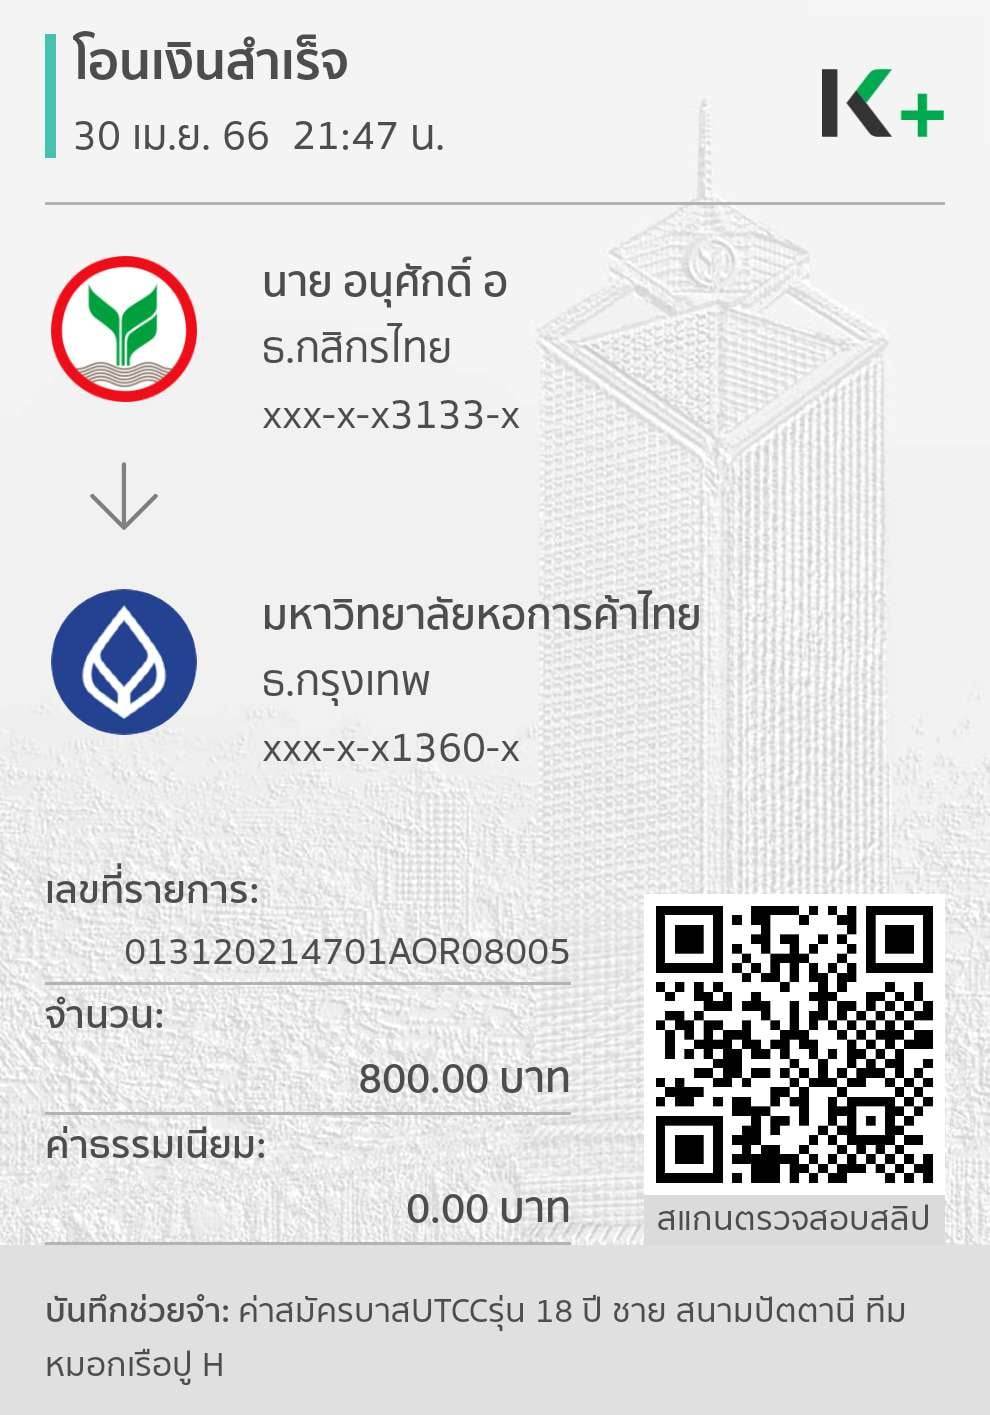 โอนเงินสำเร็จ
30 เม.ย. 66 21:47 น.
K+
นาย อนุศักดิ์ อ
ธ.กสิกรไทย
xxx-x-x3133-x
มหาวิทยาลัยหอการค้าไทย
ธ.กรุงเทพ
xxx-x-x1360-x
เลขที่รายการ:
013120214701AOR08005
จำนวน:
800.00 บาท
ค่าธรรมเนียม:
0.00 บาท
สแกนตรวจสอบสลิป
บันทึกช่วยจำ: ค่าสมัครบาสUTCCรุ่น 18 ปี ชาย สนามปัตตานี ทีม
หมอกเรือปู H